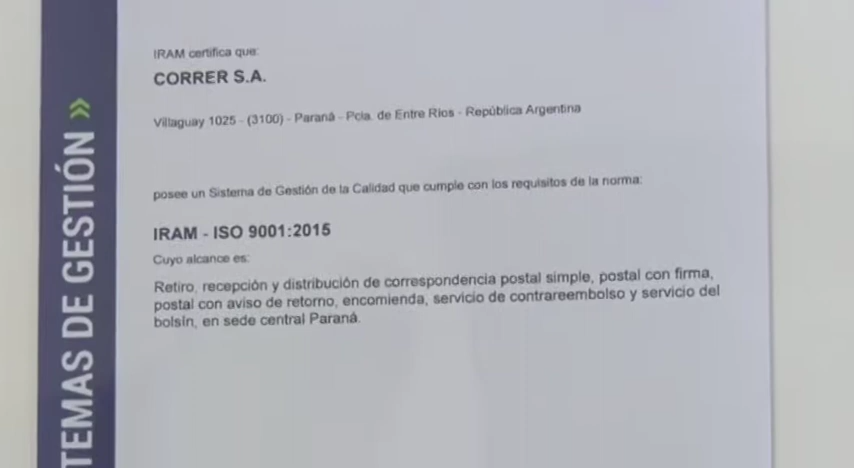 IRAM certifica que:
CORRER S.A.
Villaguay 1025 - (3100) - Paraná - Pcia. de Entre Ríos - República Argentina
posee un Sistema de Gestión de la Calidad que cumple con los requisitos de la norma:
IRAM - ISO 9001:2015
Cuyo alcance es:
Retiro, recepción y distribución de correspondencia postal simple, postal con firma,
postal con aviso de retorno, encomienda, servicio de contrareembolso y servicio del
bolsín, en sede central Paraná.
TEMAS DE GESTIÓN »